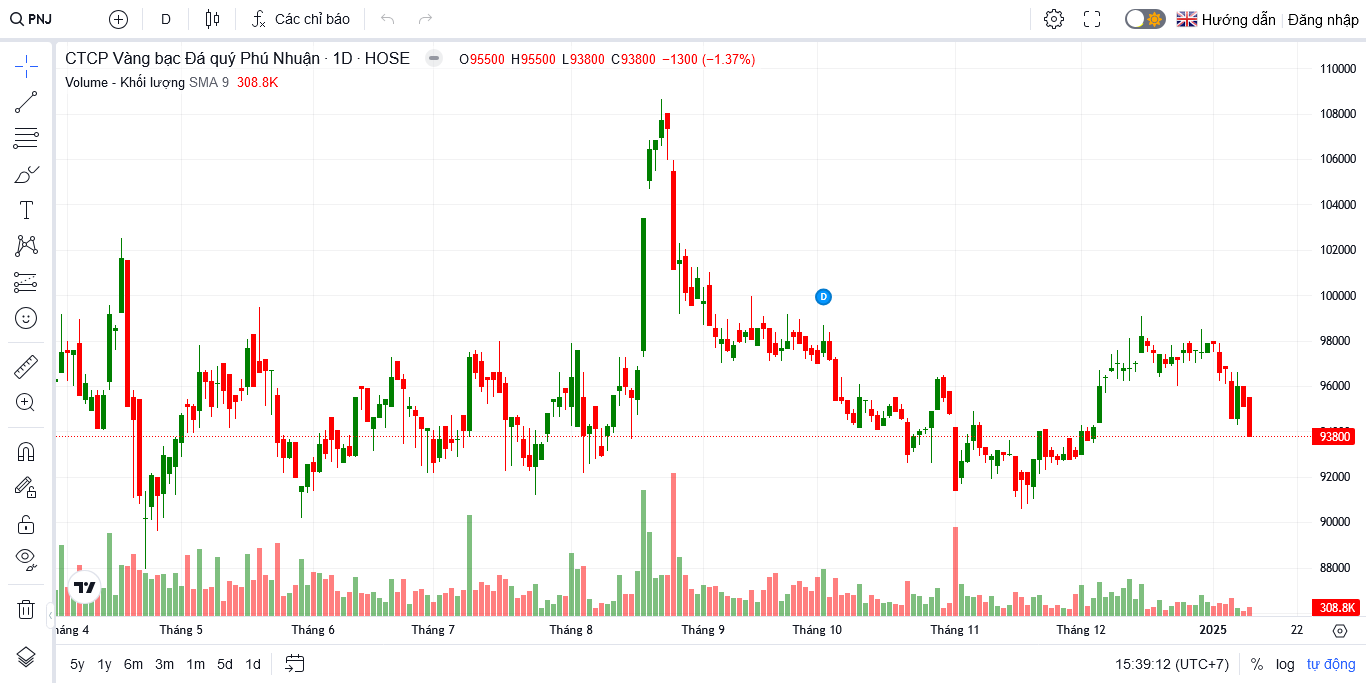 PNJ D Các chỉ báo Hướng dẫn Đăng nhập
CTCP Vàng bạc Đá quý Phú Nhuận · 1D · HOSE O95500 H95500 L93800 C93800 −1300 (−1.37%)
Volume - Khối lượng SMA 9 308.8K
110000
108000
106000
104000
102000
100000
D
98000
96000
93800
92000
90000
88000
308.8K
háng 4 Tháng 5 Tháng 6 Tháng 7 Tháng 8 Tháng 9 Tháng 10 Tháng 11 Tháng 12 2025 22
5y 1y 6m 3m 1m 5d 1d 15:39:12 (UTC+7) % log tự động